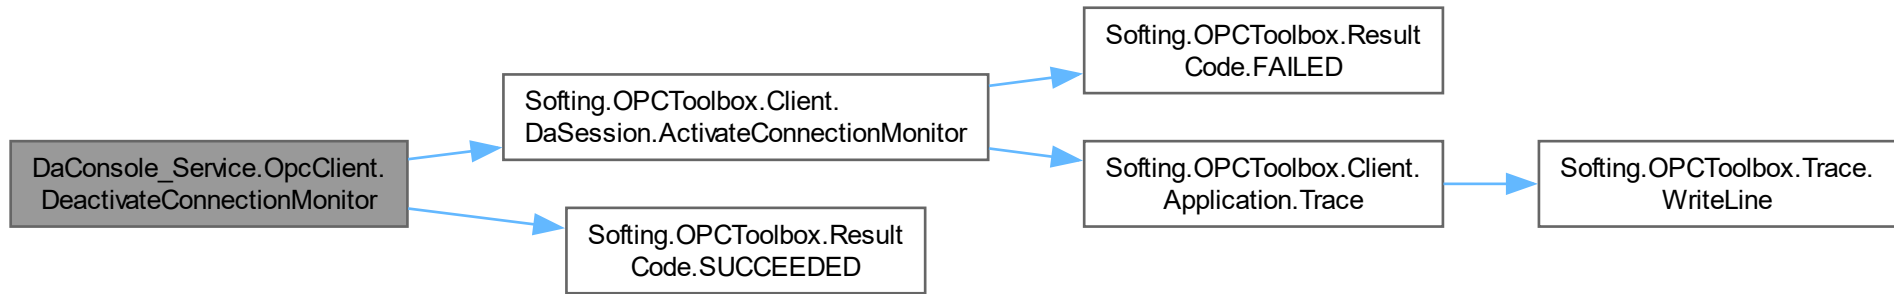 DaConsole_Service.OpcClient.
DeactivateConnectionMonitor
Softing.OPCToolbox.Client.
DaSession.ActivateConnectionMonitor
Softing.OPCToolbox.Result
Code.FAILED
Softing.OPCToolbox.Client.
Application.Trace
Softing.OPCToolbox.Trace.
WriteLine
Softing.OPCToolbox.Result
Code.SUCCEEDED